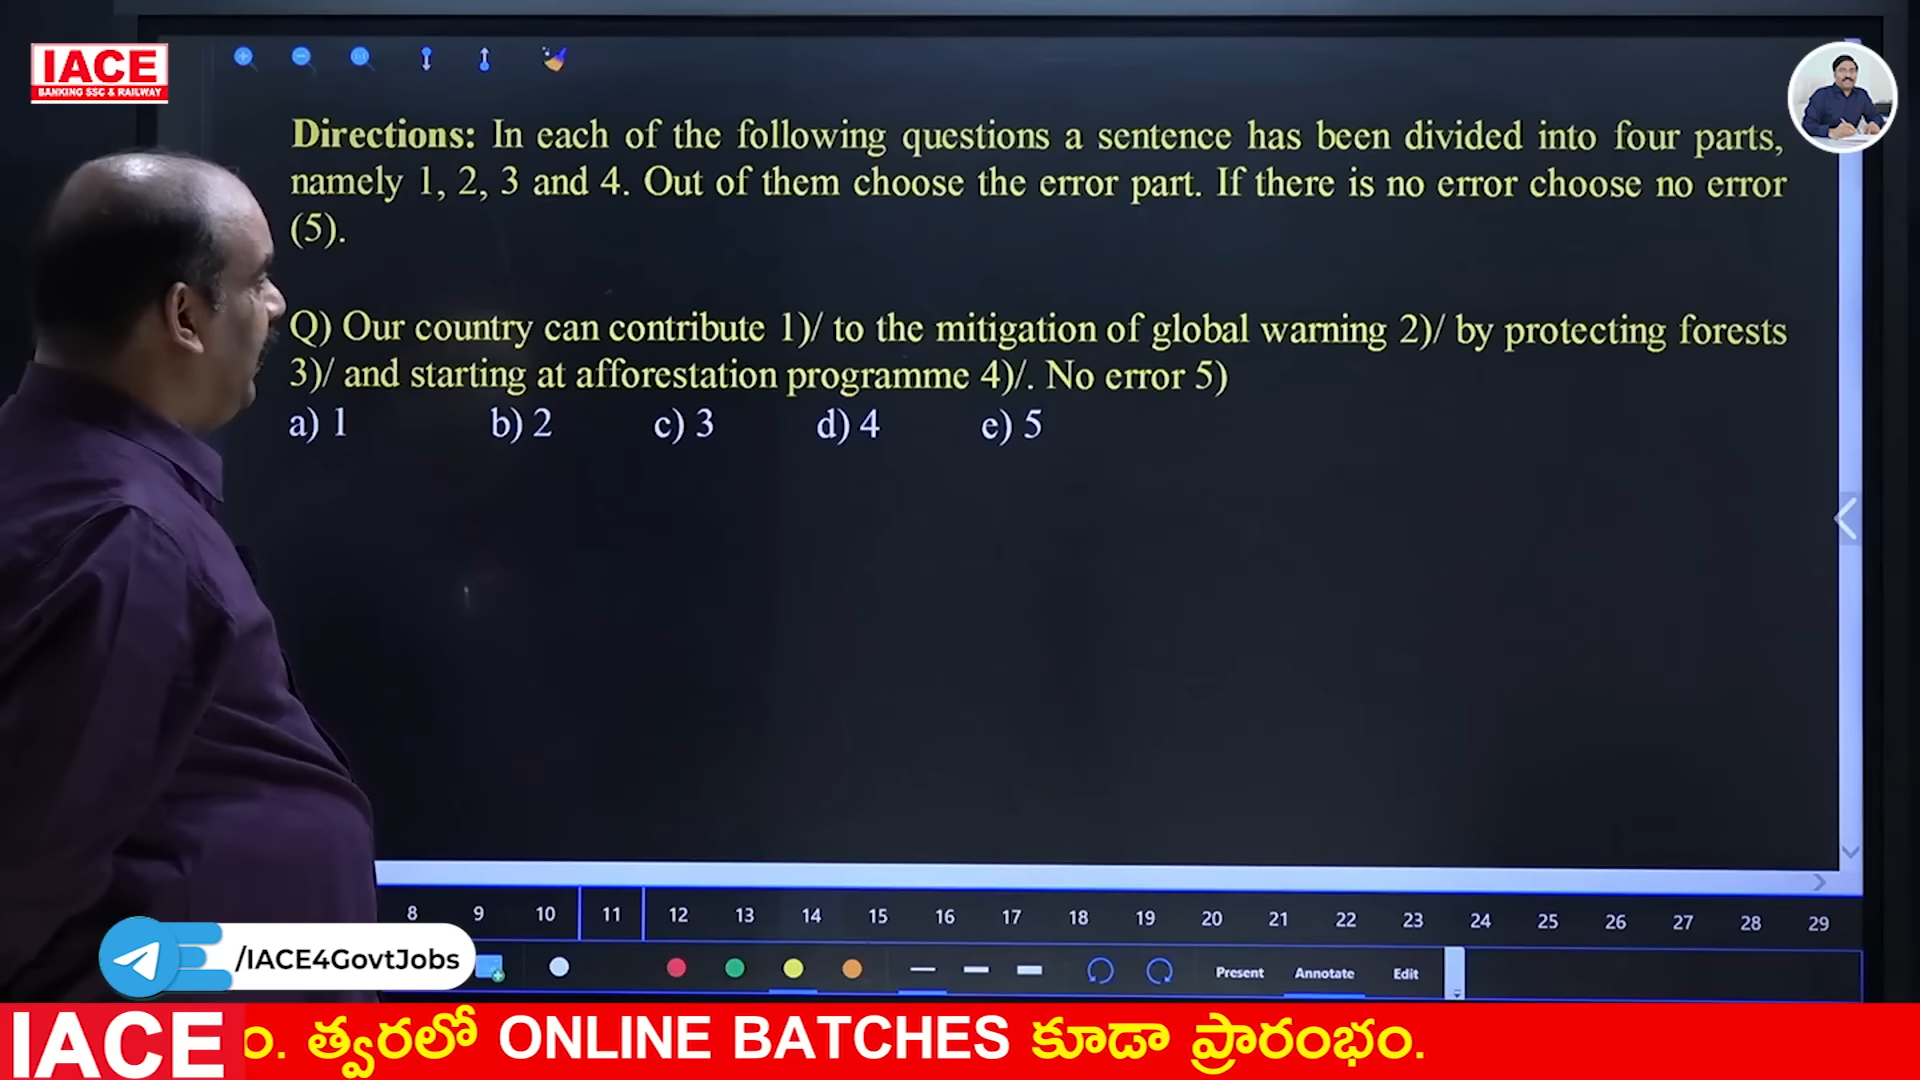 IACE
BANKING SSC & RAILWAY
Directions: In each of the following questions a sentence has been divided into four parts,
namely 1, 2, 3 and 4. Out of them choose the error part. If there is no error choose no error
(5).
Q) Our country can contribute 1)/ to the mitigation of global warning 2)/ by protecting forests
3)/ and starting at afforestation programme 4)/. No error 5)
a) 1 b) 2 c) 3 d) 4 e) 5
8 9 10 11 12 13 14 15 16 17 18 19 20 21 22 23 24 25 26 27 28 29
/IACE4GovtJobs
Present Annotate Edit
IACE ం. త్వరలో ONLINE BATCHES కూడా ప్రారంభం.